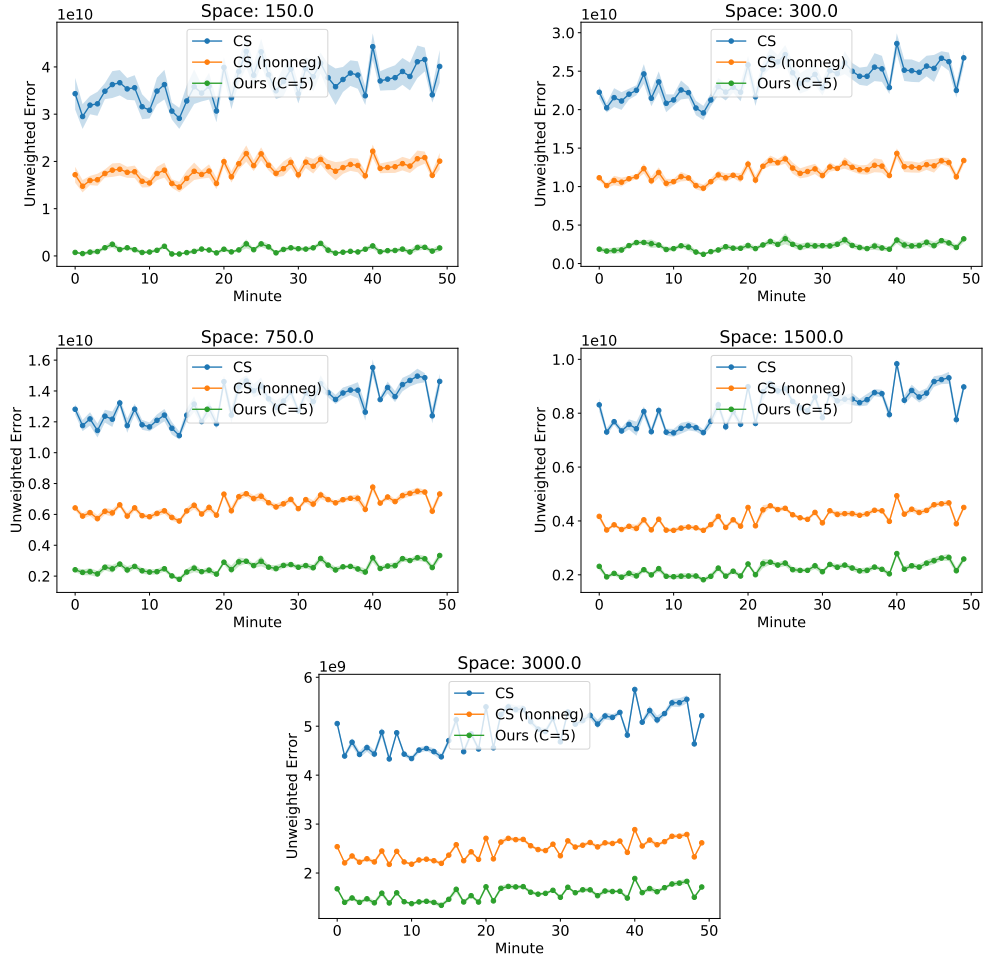 Space: 150.0
1e10
Unweighted Error
4
3
2
1
0
CS
CS (nonneg)
Ours (C=5)
0 10 20 30 40 50
Minute
Space: 300.0
1e10
Unweighted Error
3.0
2.5
2.0
1.5
1.0
0.5
0.0
CS
CS (nonneg)
Ours (C=5)
0 10 20 30 40 50
Minute
Space: 750.0
1e10
Unweighted Error
1.6
1.4
1.2
1.0
0.8
0.6
0.4
0.2
CS
CS (nonneg)
Ours (C=5)
0 10 20 30 40 50
Minute
Space: 1500.0
1e10
Unweighted Error
1.0
0.8
0.6
0.4
0.2
CS
CS (nonneg)
Ours (C=5)
0 10 20 30 40 50
Minute
Space: 3000.0
1e9
Unweighted Error
6
5
4
3
2
CS
CS (nonneg)
Ours (C=5)
0 10 20 30 40 50
Minute